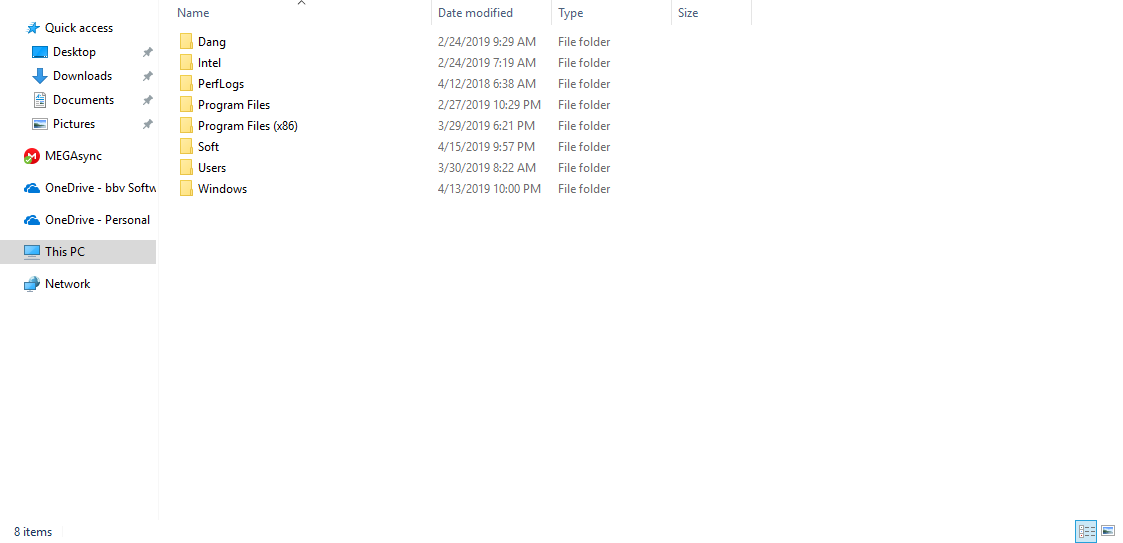 Name Date modified Type Size
Quick access
Desktop
Downloads
Documents
Pictures
MEGAsync
OneDrive - bbv Softw
OneDrive - Personal
This PC
Network
Dang 2/24/2019 9:29 AM File folder
Intel 2/24/2019 7:19 AM File folder
PerfLogs 4/12/2018 6:38 AM File folder
Program Files 2/27/2019 10:29 PM File folder
Program Files (x86) 3/29/2019 6:21 PM File folder
Soft 4/15/2019 9:57 PM File folder
Users 3/30/2019 8:22 AM File folder
Windows 4/13/2019 10:00 PM File folder
8 items